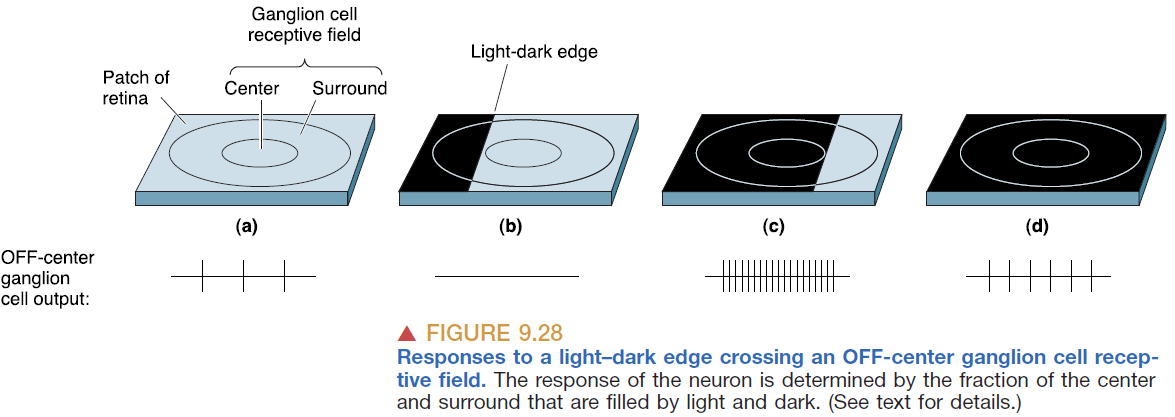 Ganglion cell
receptive field
Light-dark edge
Patch of
retina
Center
Surround
(a)
(b)
(c)
(d)
OFF-center
ganglion
cell output:
▲ FIGURE 9.28
Responses to a light–dark edge crossing an OFF-center ganglion cell recep-
tive field. The response of the neuron is determined by the fraction of the center
and surround that are filled by light and dark. (See text for details.)